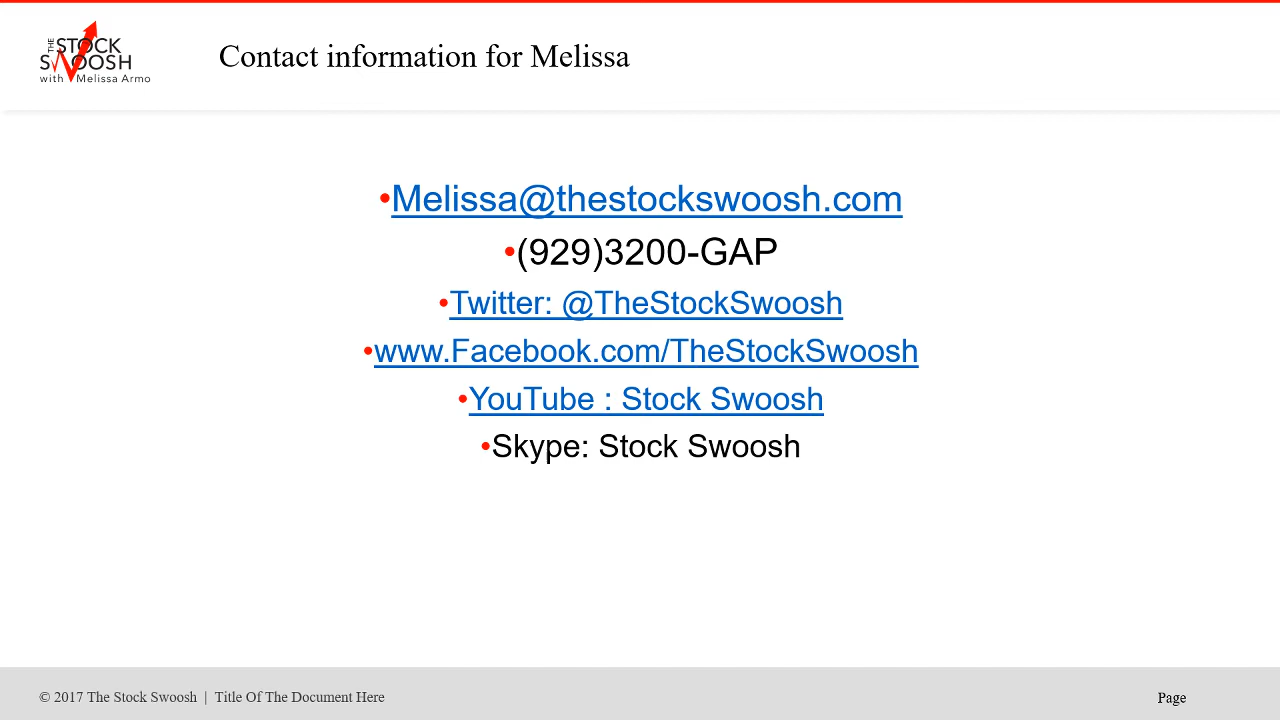 THE STOCK
SWOOSH
with Melissa Armo
Contact information for Melissa
•Melissa@thestockswoosh.com
•(929)3200-GAP
•Twitter: @TheStockSwoosh
•www.Facebook.com/TheStockSwoosh
•YouTube : Stock Swoosh
•Skype: Stock Swoosh
© 2017 The Stock Swoosh | Title Of The Document Here
Page